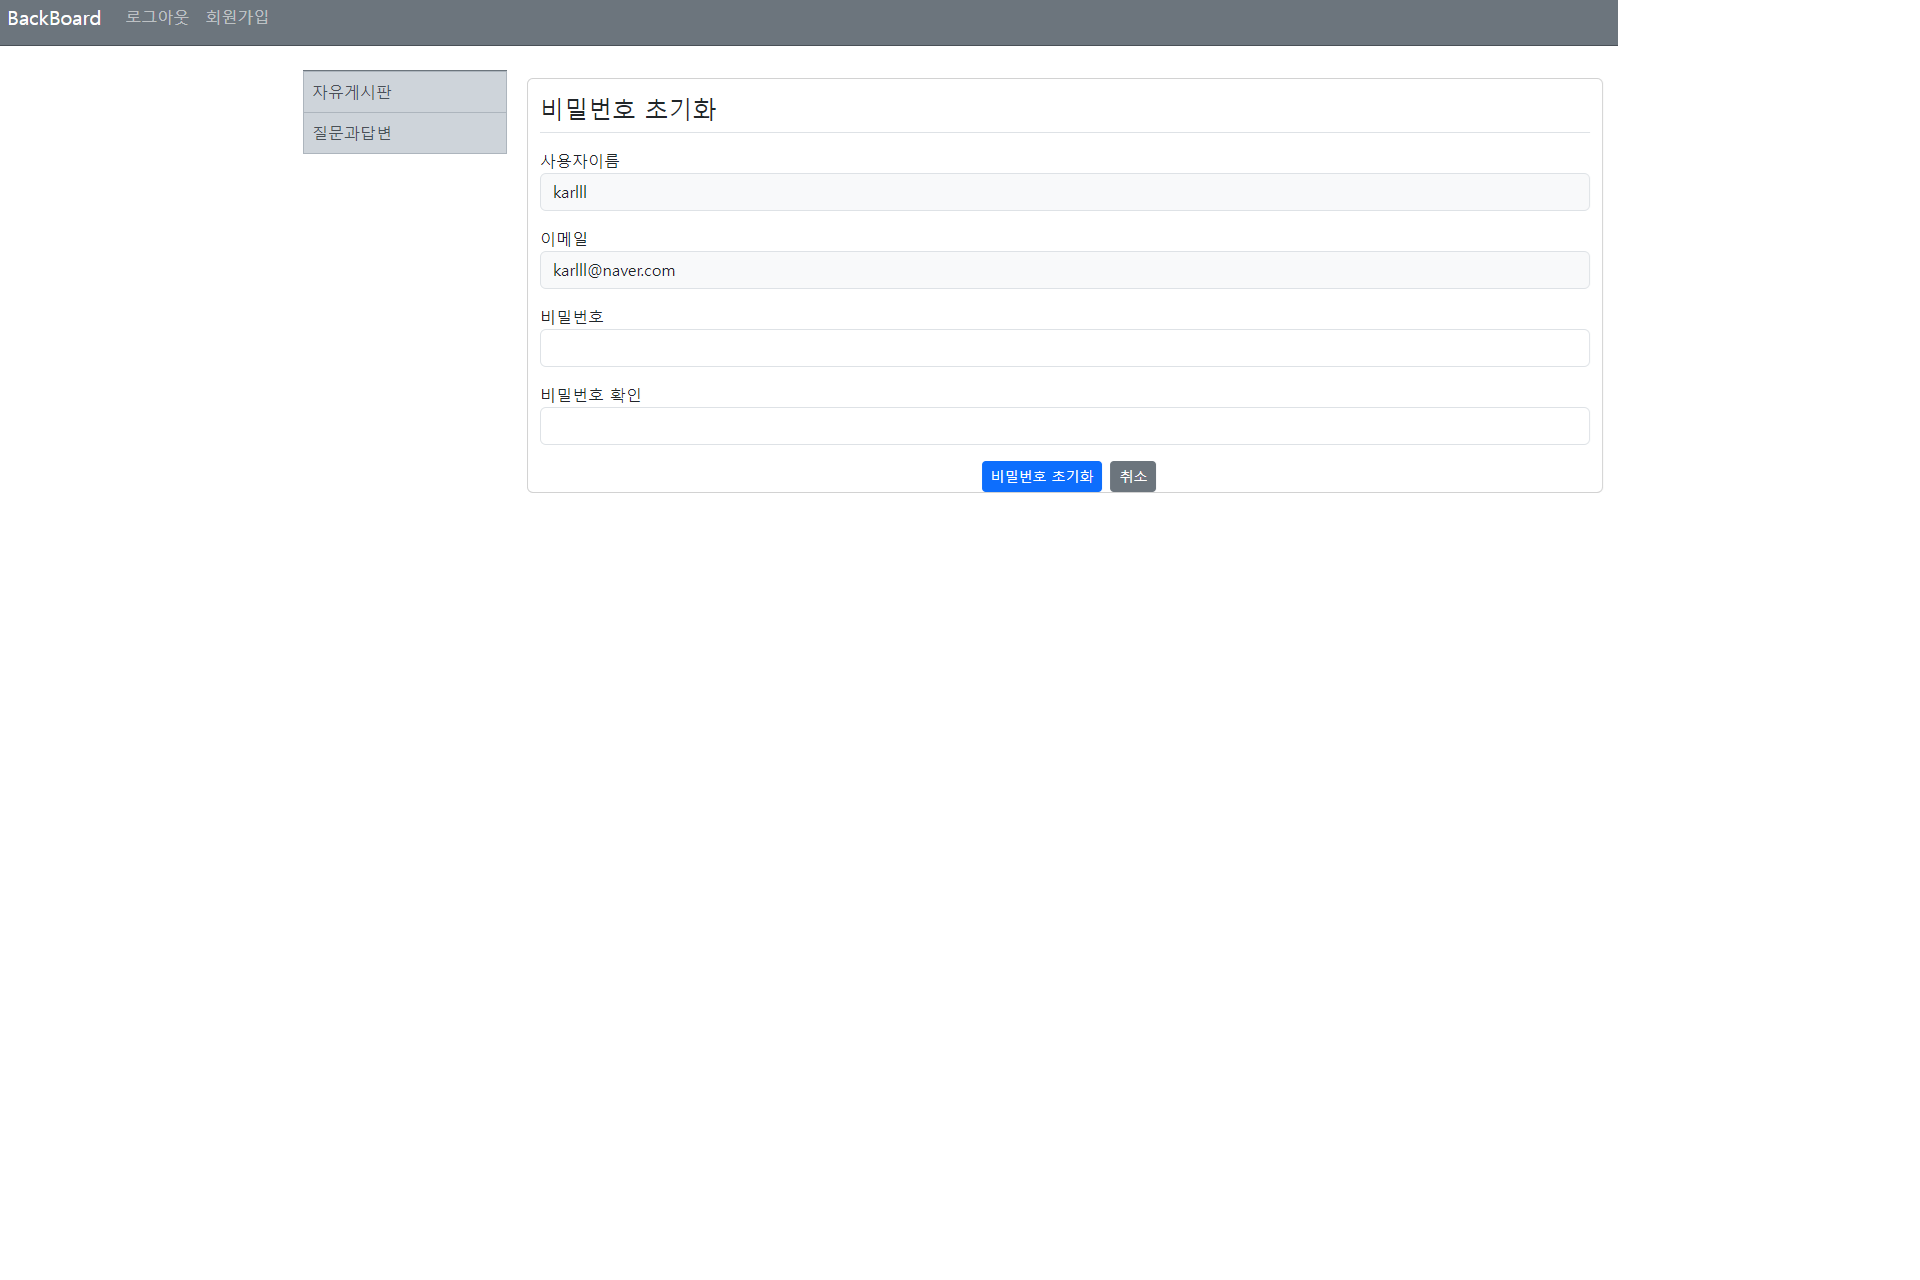 BackBoard 로그아웃 회원가입
자유게시판
질문과답변
비밀번호 초기화
사용자이름
karlll
이메일
karlll@naver.com
비밀번호
비밀번호 확인
비밀번호 초기화 취소